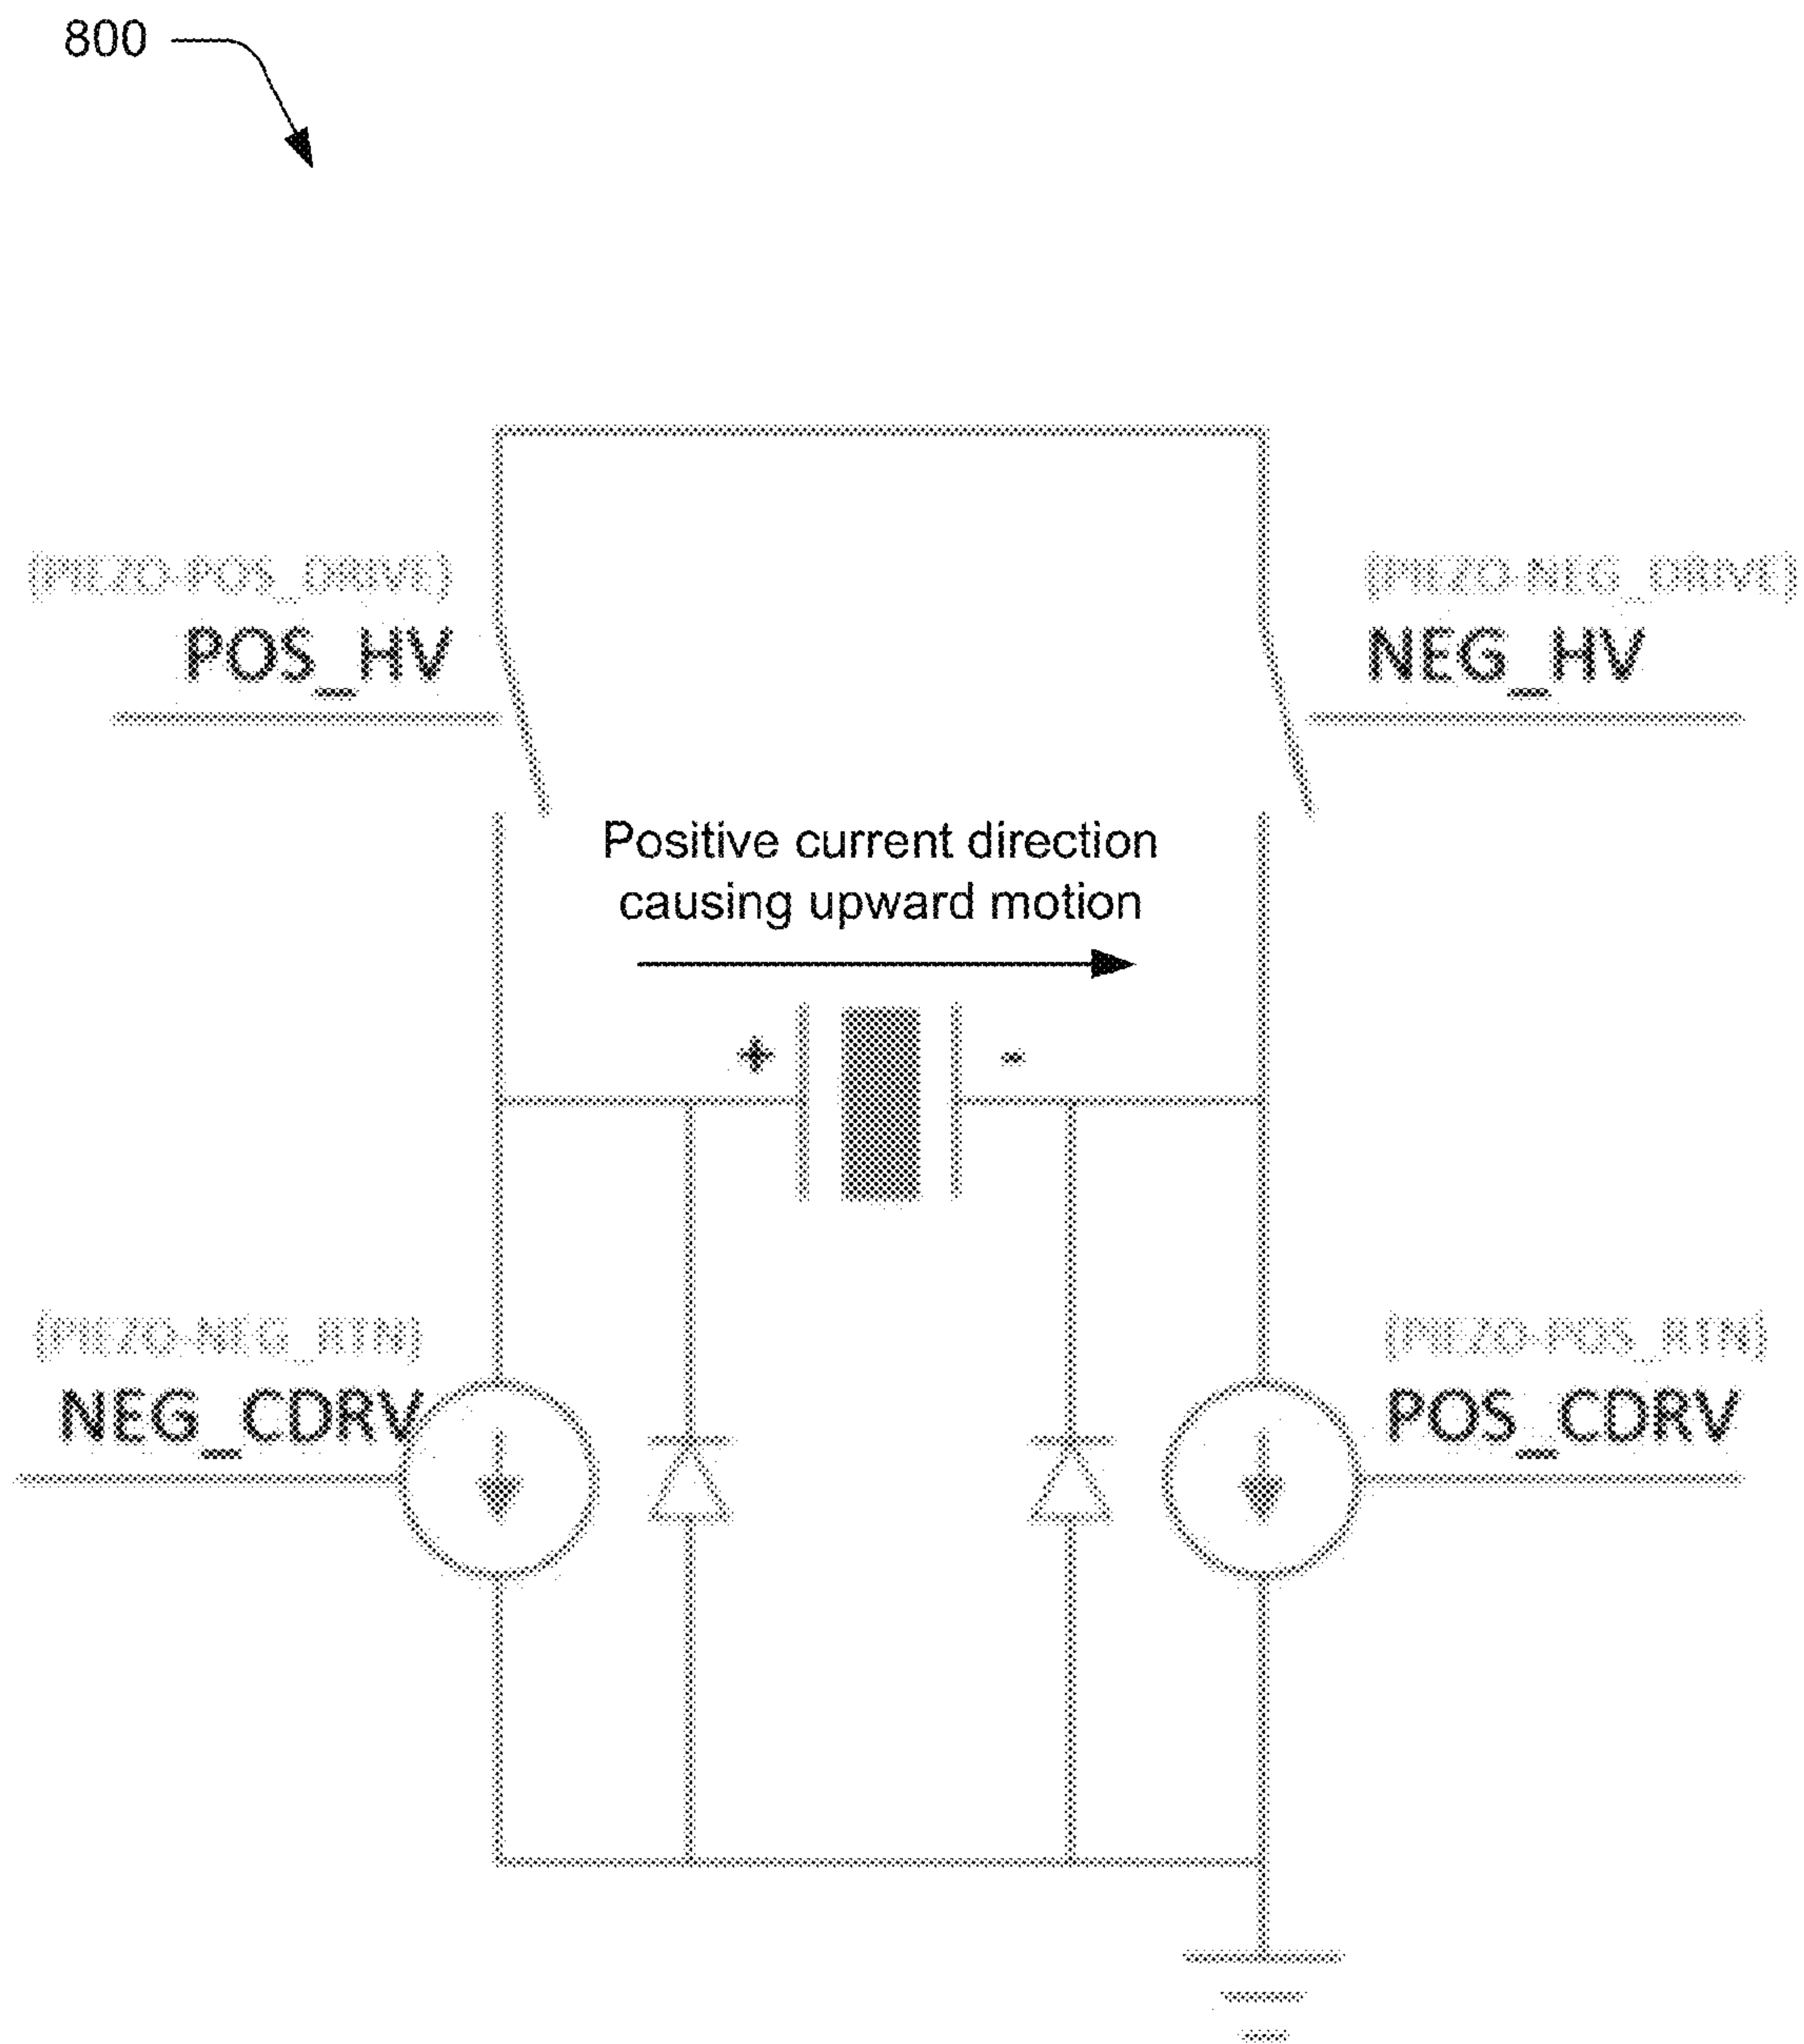 800
(PIEZO-POS_DRIVE)
POS_HV
(PIEZO-NEG_DRIVE)
NEG_HV
Positive current direction
causing upward motion
+
-
(PIEZO-NEG_RTN)
NEG_CDRV
(PIEZO-POS_RTN)
POS_CDRV